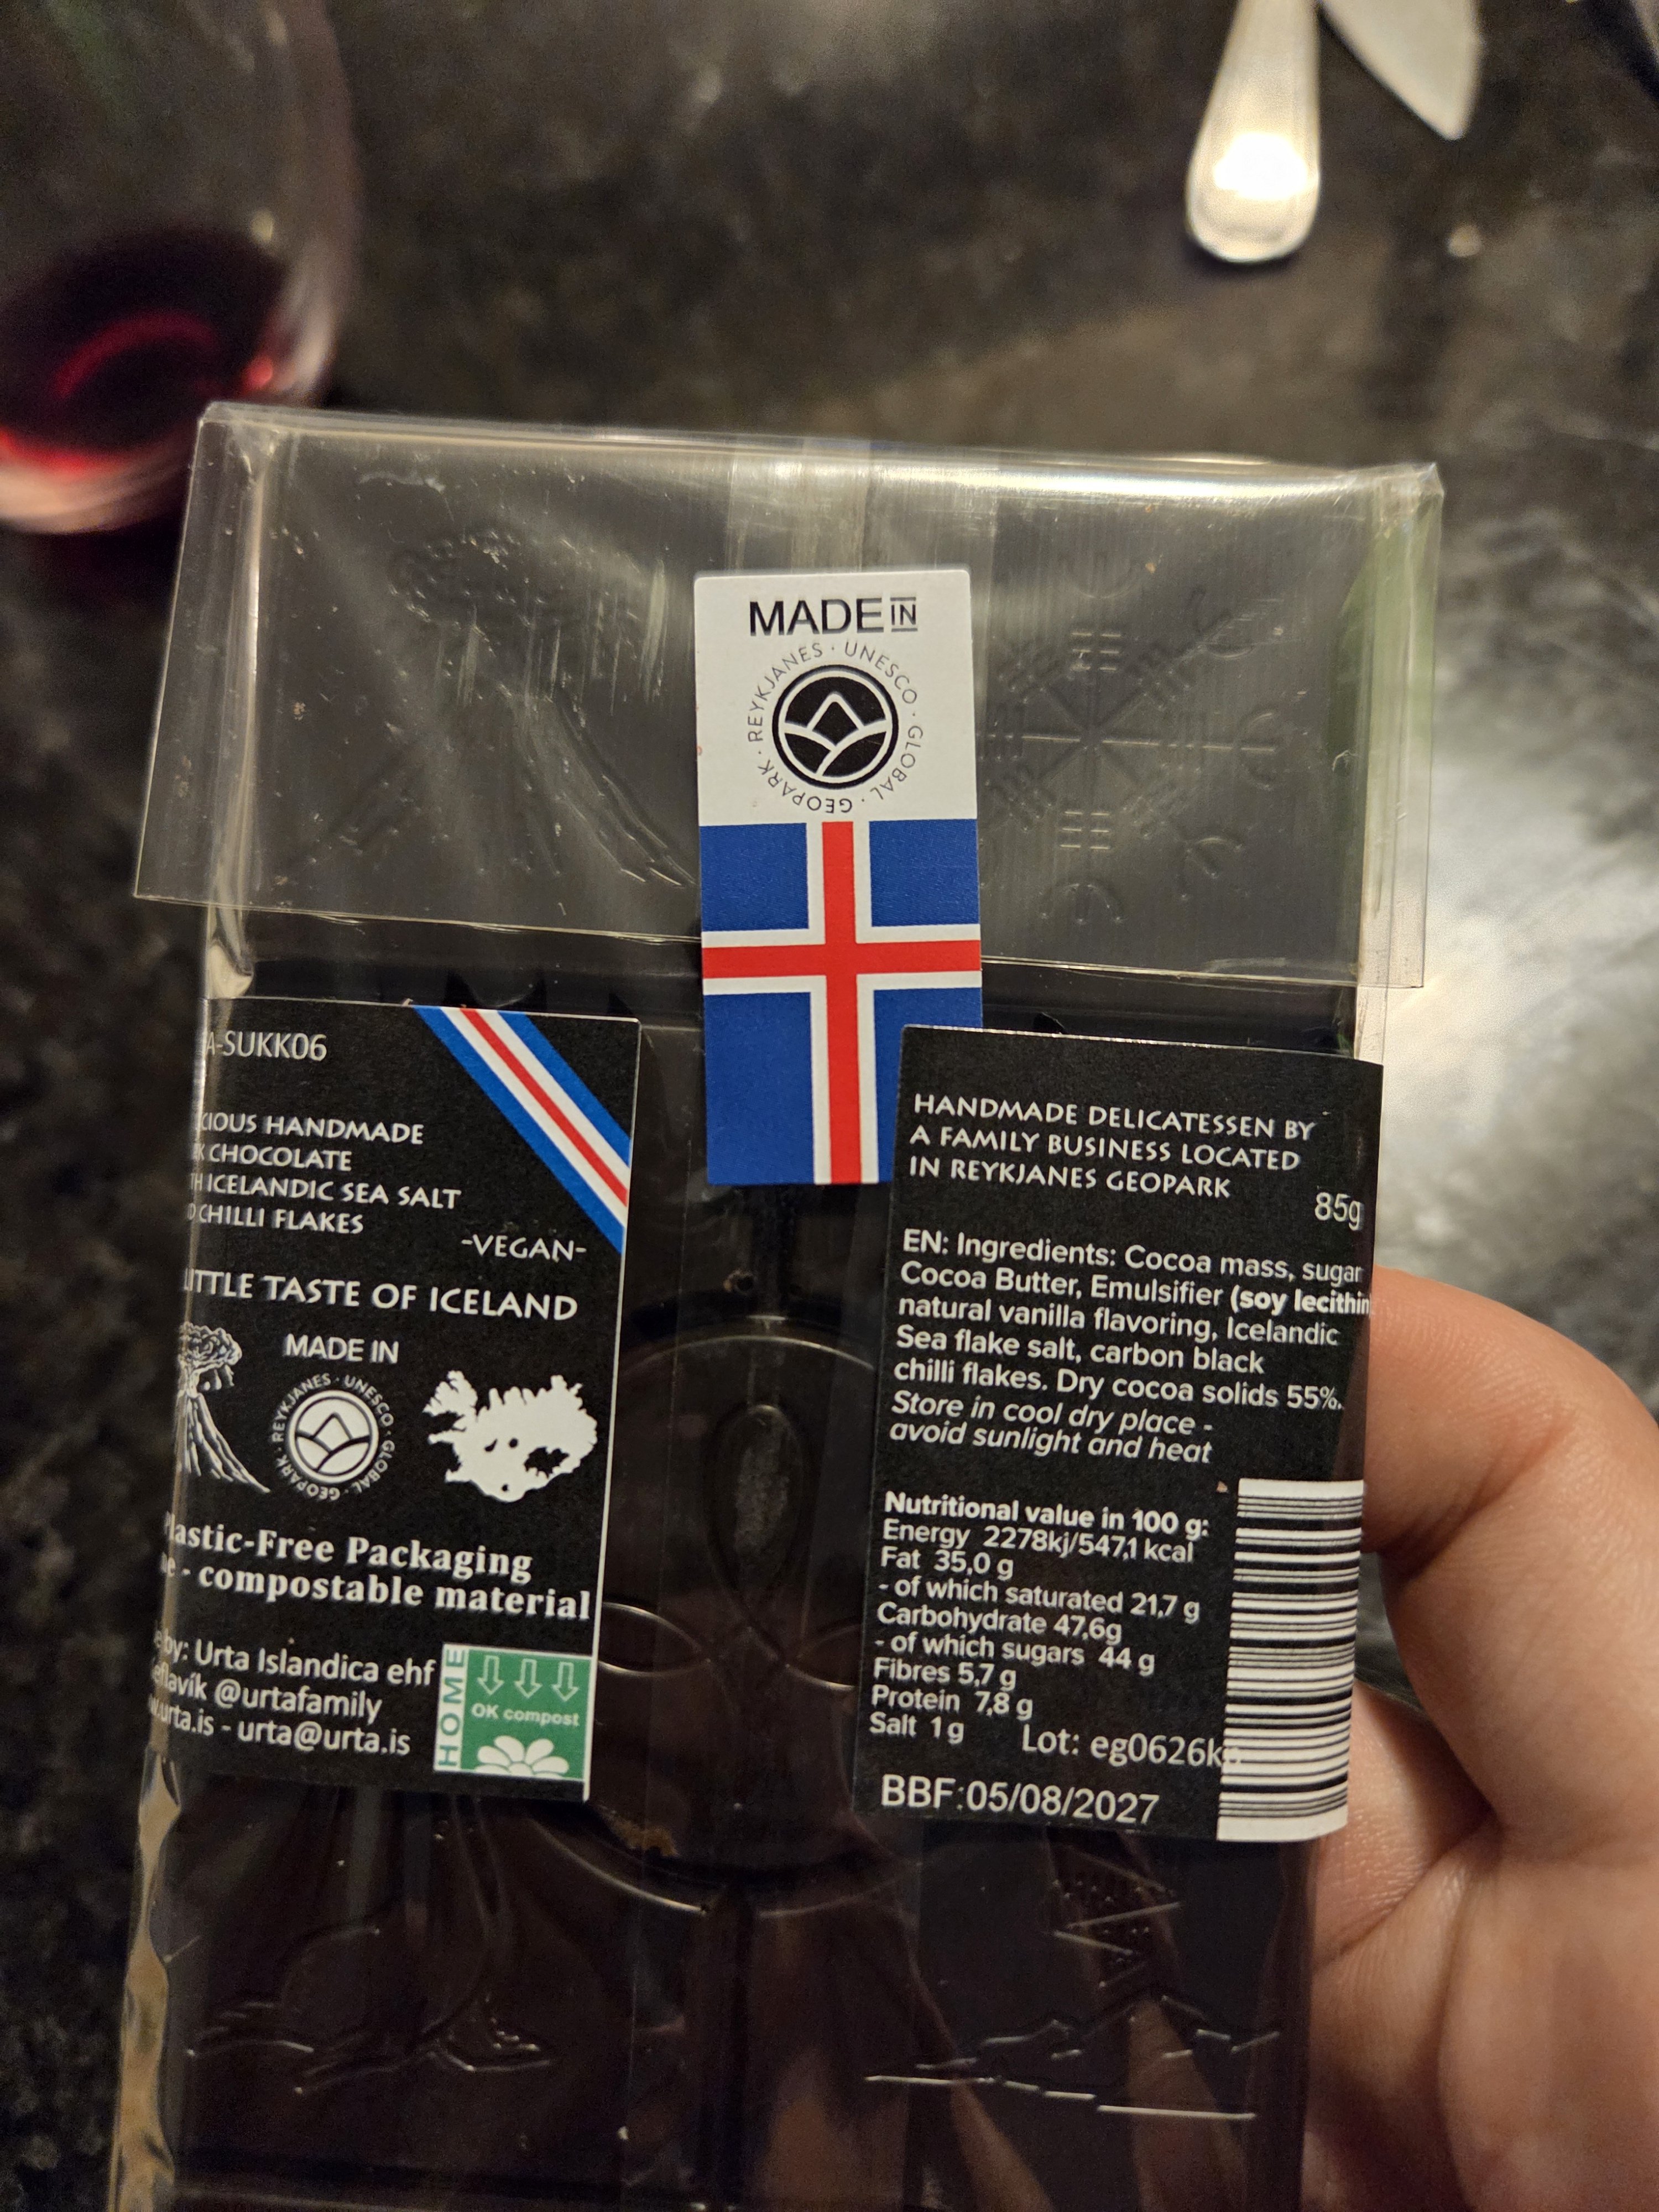 MADE IN
REYKJANES · UNESCO · GLOBAL · GEOPARK ·
A-SUKK06
CIOUS HANDMADE
K CHOCOLATE
TH ICELANDIC SEA SALT
D CHILLI FLAKES
-VEGAN-
ITTLE TASTE OF ICELAND
MADE IN
REYKJANES · UNESCO · GLOBAL · GEOPARK ·
lastic-Free Packaging
e - compostable material
by: Urta Islandica ehf
eflavík @urtafamily
w.urta.is - urta@urta.is
HOME
OK compost
HANDMADE DELICATESSEN BY
A FAMILY BUSINESS LOCATED
IN REYKJANES GEOPARK
85g
EN: Ingredients: Cocoa mass, sugar
Cocoa Butter, Emulsifier (soy lecithin
natural vanilla flavoring, Icelandic
Sea flake salt, carbon black
chilli flakes. Dry cocoa solids 55%.
Store in cool dry place -
avoid sunlight and heat
Nutritional value in 100 g:
Energy 2278kj/547,1 kcal
Fat 35,0 g
- of which saturated 21,7 g
Carbohydrate 47,6g
- of which sugars 44 g
Fibres 5,7 g
Protein 7,8 g
Salt 1 g
Lot: eg0626k
BBF:05/08/2027